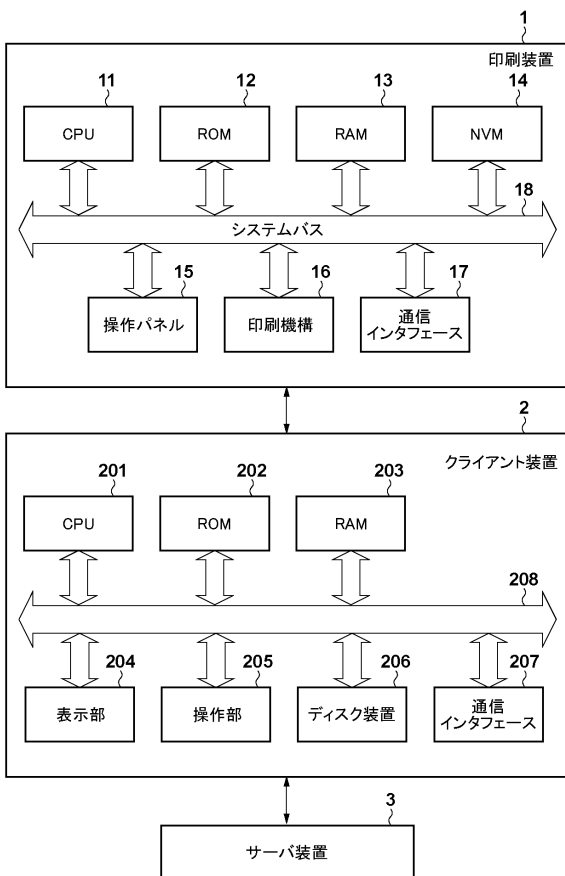 1
印刷装置
11
12
13
14
CPU
ROM
RAM
NVM
18
システムバス
15
16
17
操作パネル
印刷機構
通信
インタフェース
2
クライアント装置
201
202
203
CPU
ROM
RAM
208
204
205
206
207
表示部
操作部
ディスク装置
通信
インタフェース
3
サーバ装置